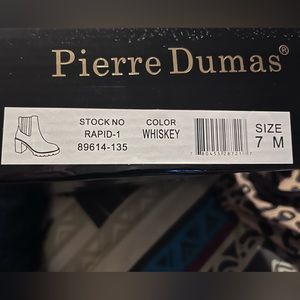 Pierre Dumas®
STOCK NO COLOR SIZE
RAPID-1 WHISKEY 7 M
89614-135